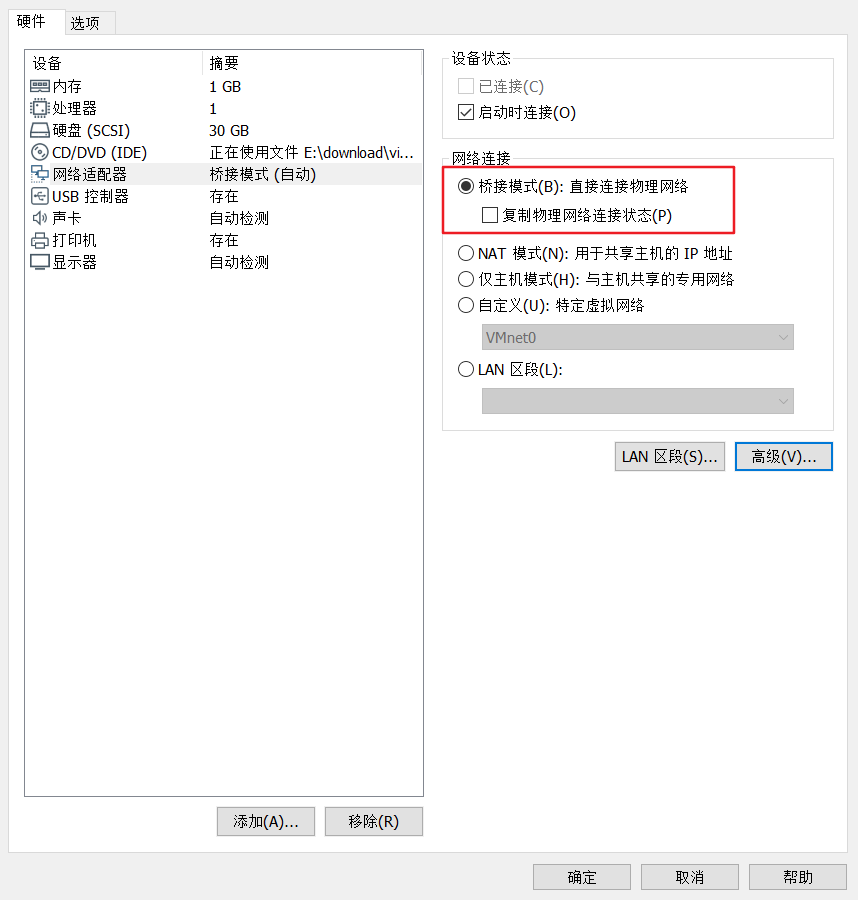 硬件 选项
设备 摘要
内存 1 GB
处理器 1
硬盘 (SCSI) 30 GB
CD/DVD (IDE) 正在使用文件 E:\download\vi...
网络适配器 桥接模式 (自动)
USB 控制器 存在
声卡 自动检测
打印机 存在
显示器 自动检测
添加(A)... 移除(R)
设备状态
已连接(C)
启动时连接(O)
网络连接
桥接模式(B): 直接连接物理网络
复制物理网络连接状态(P)
NAT 模式(N): 用于共享主机的 IP 地址
仅主机模式(H): 与主机共享的专用网络
自定义(U): 特定虚拟网络
VMnet0
LAN 区段(L):
LAN 区段(S)... 高级(V)...
确定 取消 帮助